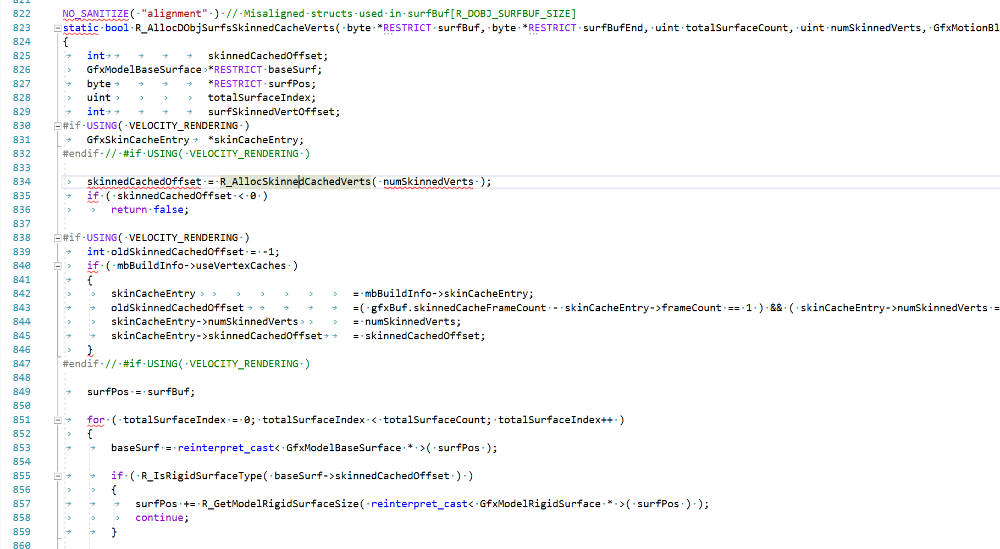 821
822 NO_SANITIZE( "alignment" ) // Misaligned structs used in surfBuf[R_DOBJ_SURFBUF_SIZE]
823 static bool R_AllocDObjSurfsSkinnedCacheVerts( byte *RESTRICT surfBuf, byte *RESTRICT surfBufEnd, uint totalSurfaceCount, uint numSkinnedVerts, GfxMotionBl
824 {
825 int skinnedCachedOffset;
826 GfxModelBaseSurface *RESTRICT baseSurf;
827 byte *RESTRICT surfPos;
828 uint totalSurfaceIndex;
829 int surfSkinnedVertOffset;
830 #if USING( VELOCITY_RENDERING )
831 GfxSkinCacheEntry *skinCacheEntry;
832 #endif // #if USING( VELOCITY_RENDERING )
833
834 skinnedCachedOffset = R_AllocSkinnedCachedVerts( numSkinnedVerts );
835 if ( skinnedCachedOffset < 0 )
836 return false;
837
838 #if USING( VELOCITY_RENDERING )
839 int oldSkinnedCachedOffset = -1;
840 if ( mbBuildInfo->useVertexCaches )
841 {
842 skinCacheEntry = mbBuildInfo->skinCacheEntry;
843 oldSkinnedCachedOffset =( gfxBuf.skinnedCacheFrameCount - skinCacheEntry->frameCount == 1 ) && ( skinCacheEntry->numSkinnedVerts =
844 skinCacheEntry->numSkinnedVerts = numSkinnedVerts;
845 skinCacheEntry->skinnedCachedOffset = skinnedCachedOffset;
846 }
847 #endif // #if USING( VELOCITY_RENDERING )
848
849 surfPos = surfBuf;
850
851 for ( totalSurfaceIndex = 0; totalSurfaceIndex < totalSurfaceCount; totalSurfaceIndex++ )
852 {
853 baseSurf = reinterpret_cast< GfxModelBaseSurface * >( surfPos );
854
855 if ( R_IsRigidSurfaceType( baseSurf->skinnedCachedOffset ) )
856 {
857 surfPos += R_GetModelRigidSurfaceSize( reinterpret_cast< GfxModelRigidSurface * >( surfPos ) );
858 continue;
859 }
860